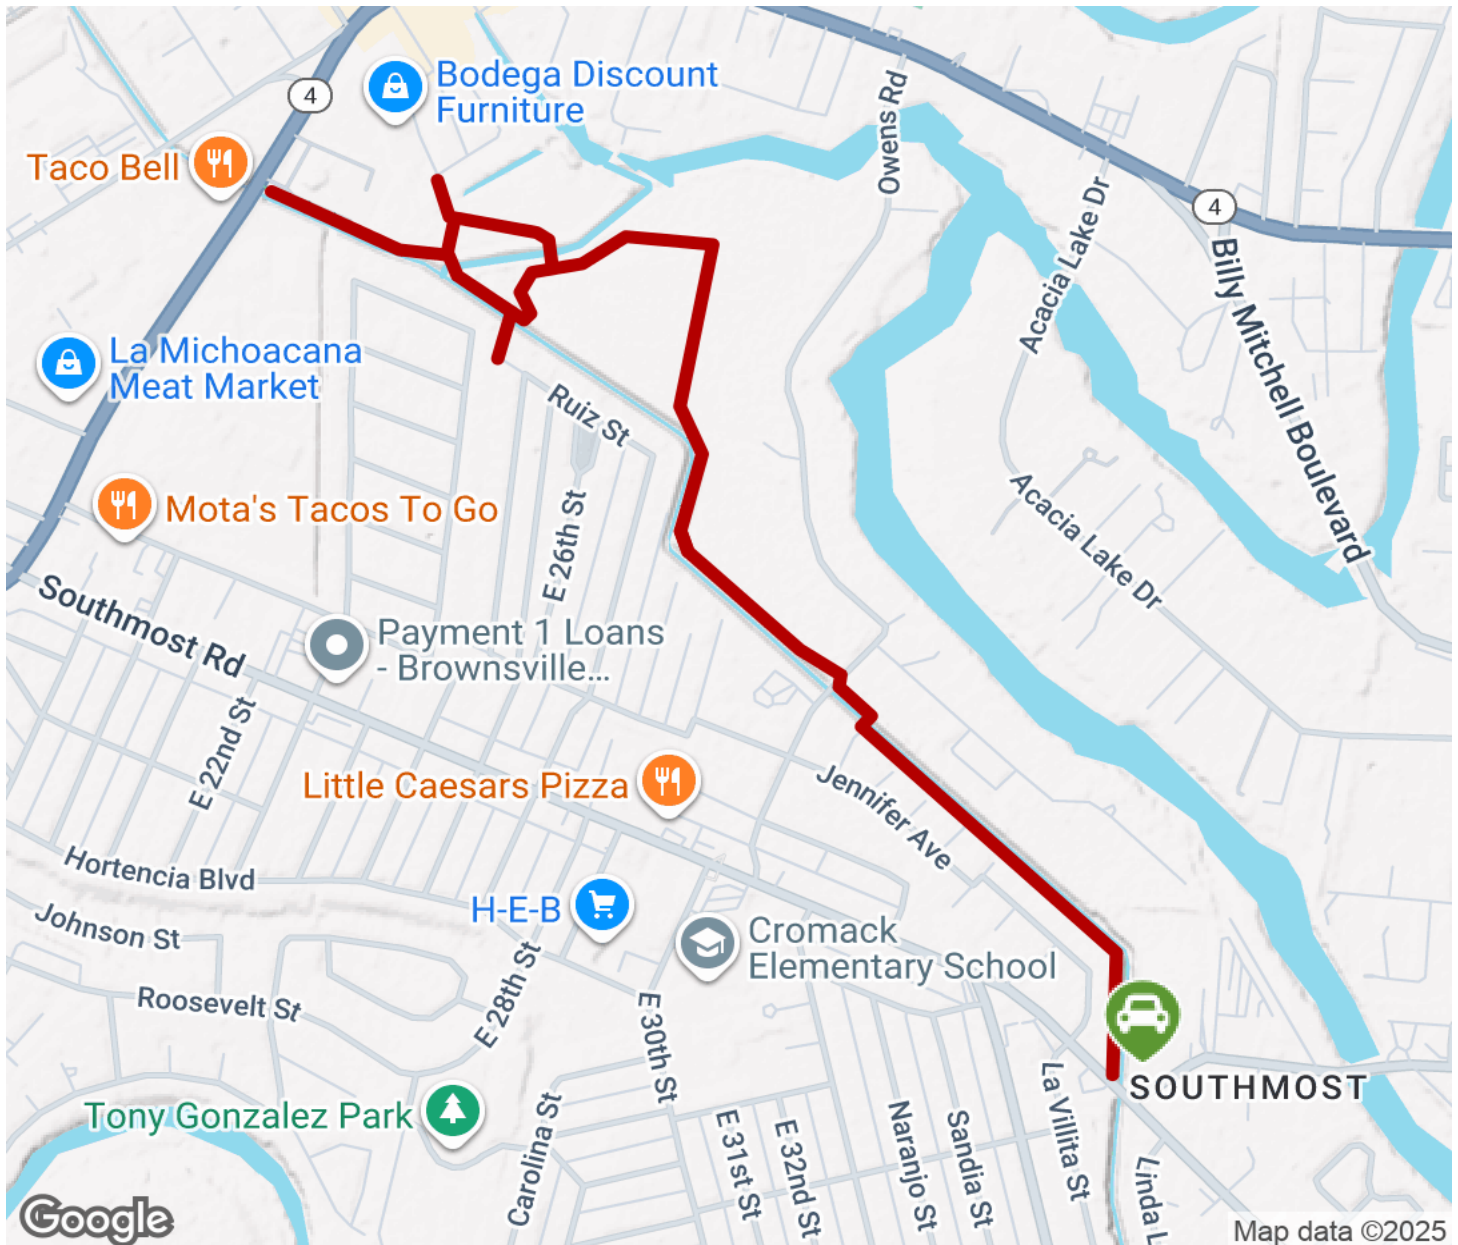 Bodega Discount
Furniture
4
Taco Bell
Owens Rd
Acacia Lake Dr
4
Billy Mitchell Boulevard
La Michoacana
Meat Market
Ruiz St
Mota's Tacos To Go
E 26th St
Acacia Lake Dr
Southmost Rd
Payment 1 Loans
- Brownsville...
E 22nd St
Little Caesars Pizza
Jennifer Ave
Hortencia Blvd
H-E-B
Johnson St
Cromack
Elementary School
Roosevelt St
E 28th St
E 30th St
SOUTHMOST
Tony Gonzalez Park
Carolina St
E 31st St
E 32nd St
Naranjo St
Sandia St
La Villita St
Linda L
Google
Map data ©2025